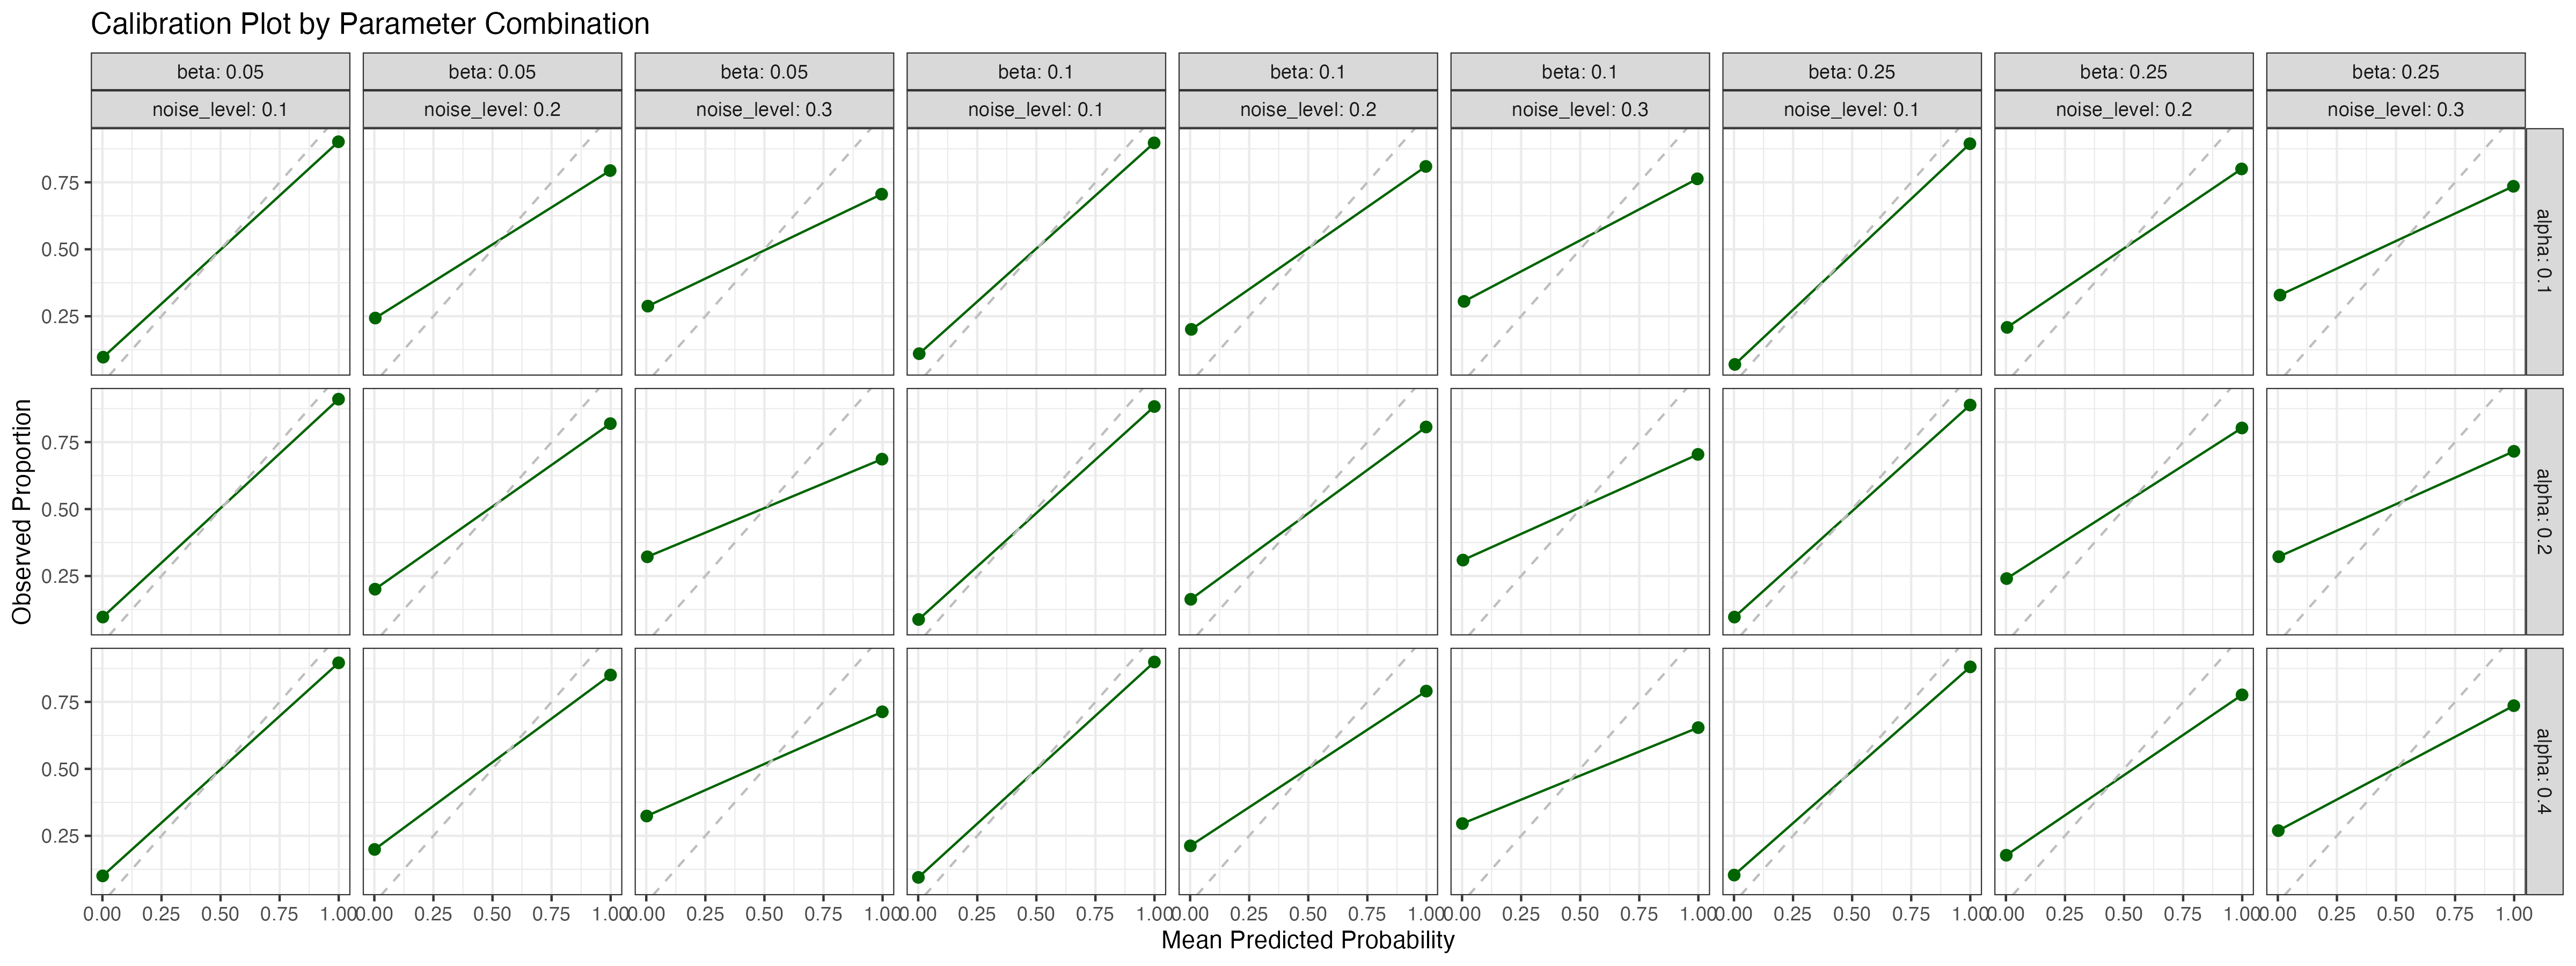 Calibration Plot by Parameter Combination
beta: 0.05 beta: 0.05 beta: 0.05 beta: 0.1 beta: 0.1 beta: 0.1 beta: 0.25 beta: 0.25 beta: 0.25
noise_level: 0.1 noise_level: 0.2 noise_level: 0.3 noise_level: 0.1 noise_level: 0.2 noise_level: 0.3 noise_level: 0.1 noise_level: 0.2 noise_level: 0.3
Observed Proportion
0.75
0.50
0.25
alpha: 0.1
0.75
0.50
0.25
alpha: 0.2
0.75
0.50
0.25
alpha: 0.4
0.00 0.25 0.50 0.75 1.00 0.00 0.25 0.50 0.75 1.00 0.00 0.25 0.50 0.75 1.00 0.00 0.25 0.50 0.75 1.00 0.00 0.25 0.50 0.75 1.00 0.00 0.25 0.50 0.75 1.00 0.00 0.25 0.50 0.75 1.00 0.00 0.25 0.50 0.75 1.00 0.00 0.25 0.50 0.75 1.00
Mean Predicted Probability